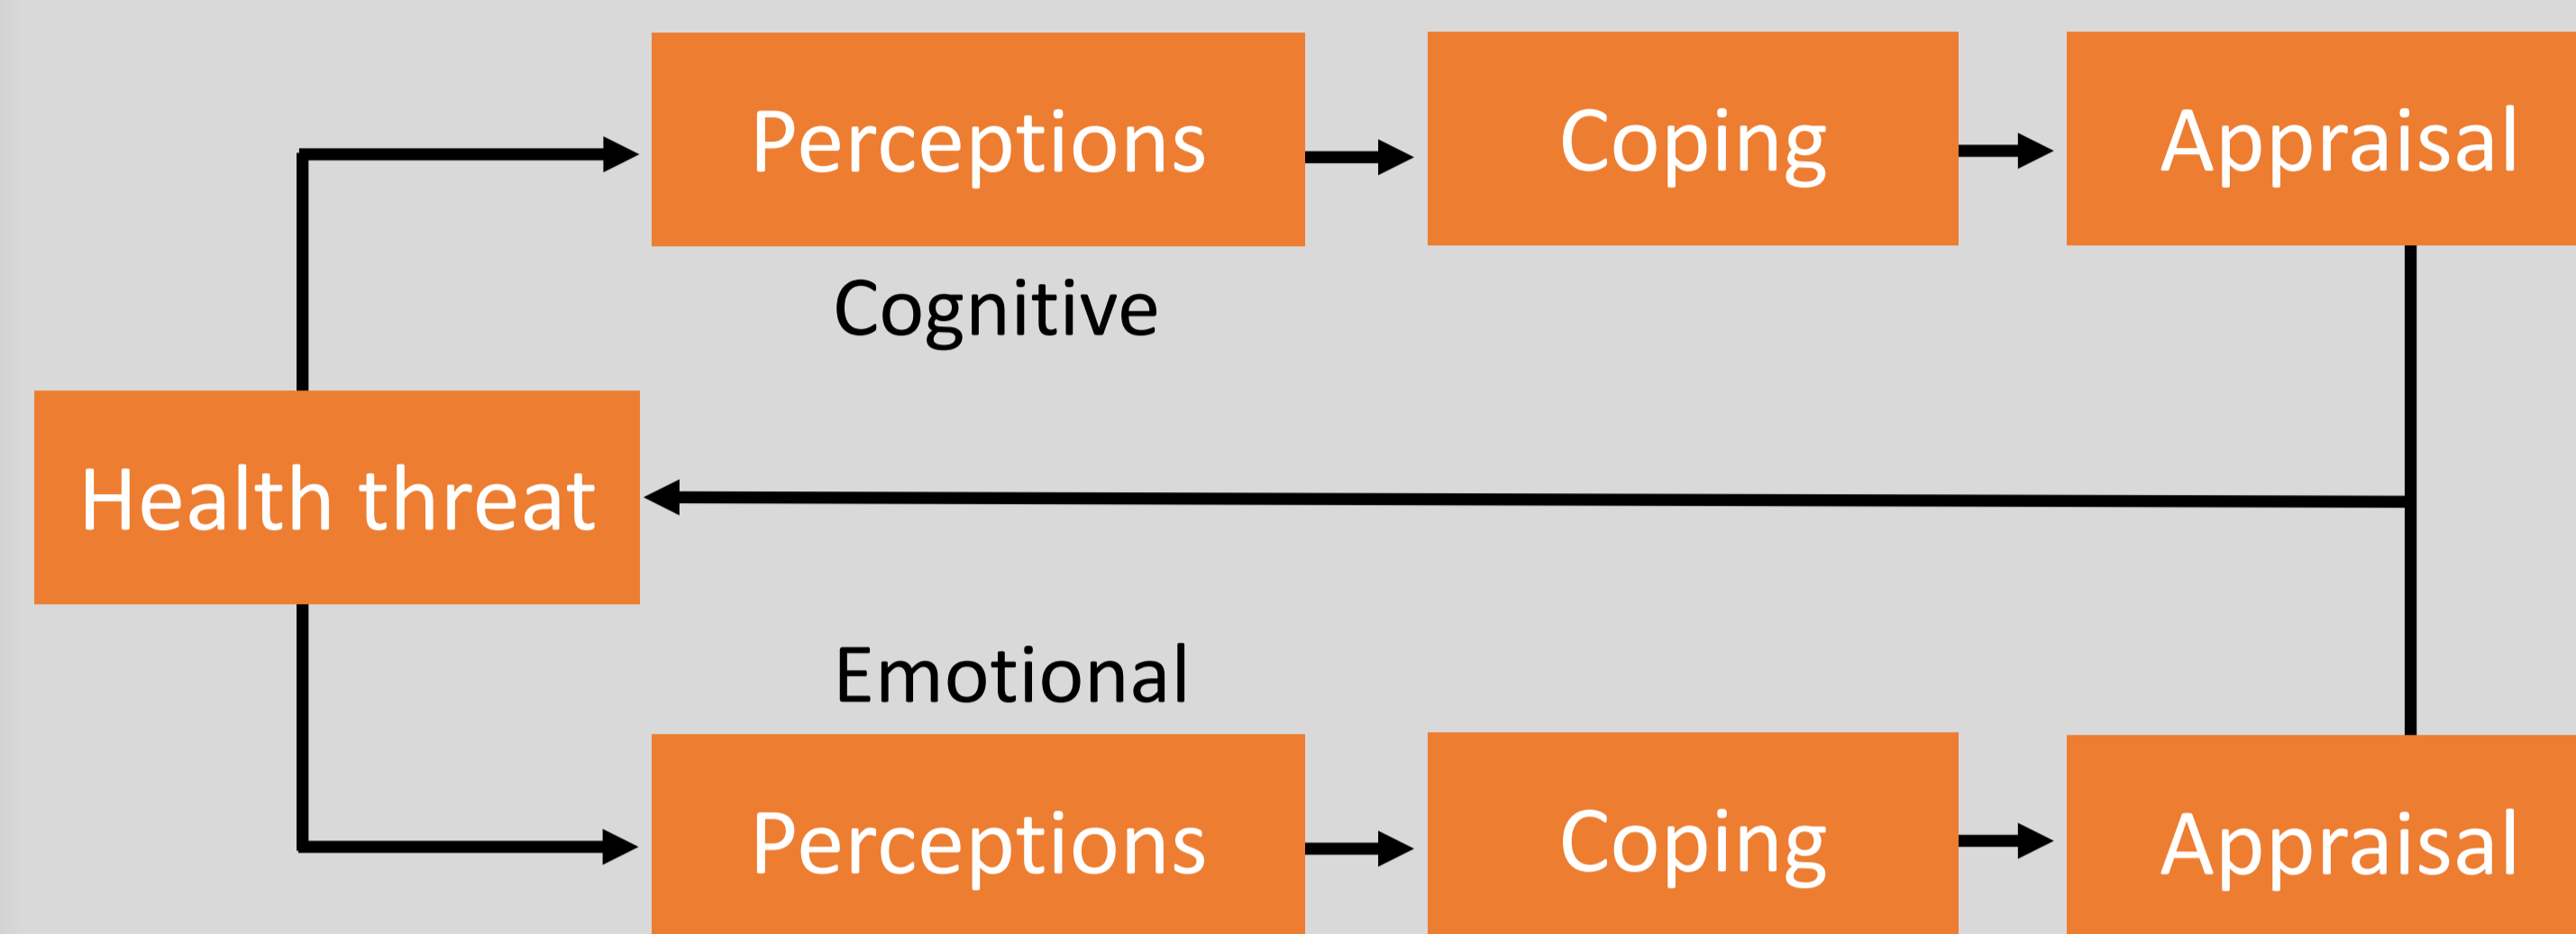 Perceptions
Coping
Appraisal
Cognitive
Health threat
Emotional
Perceptions
Coping
Appraisal